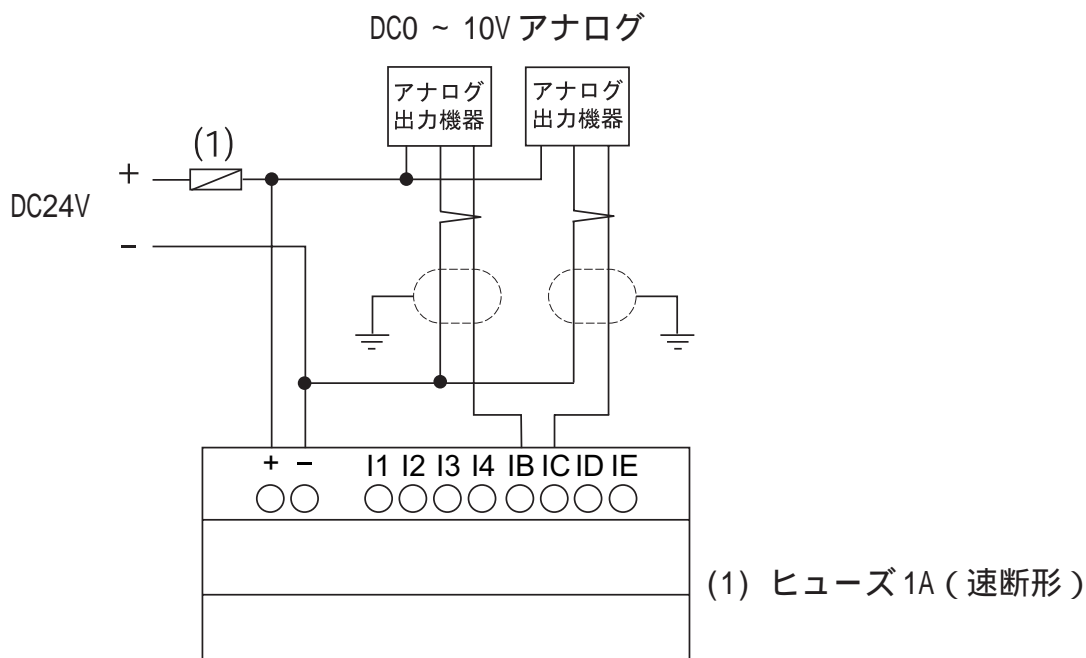 DC0 ~ 10V アナログ
アナログ
出力機器
アナログ
出力機器
(1)
+
DC24V
−
+ − I1 I2 I3 I4 IB IC ID IE
(1) ヒューズ 1A ( 速断形 )